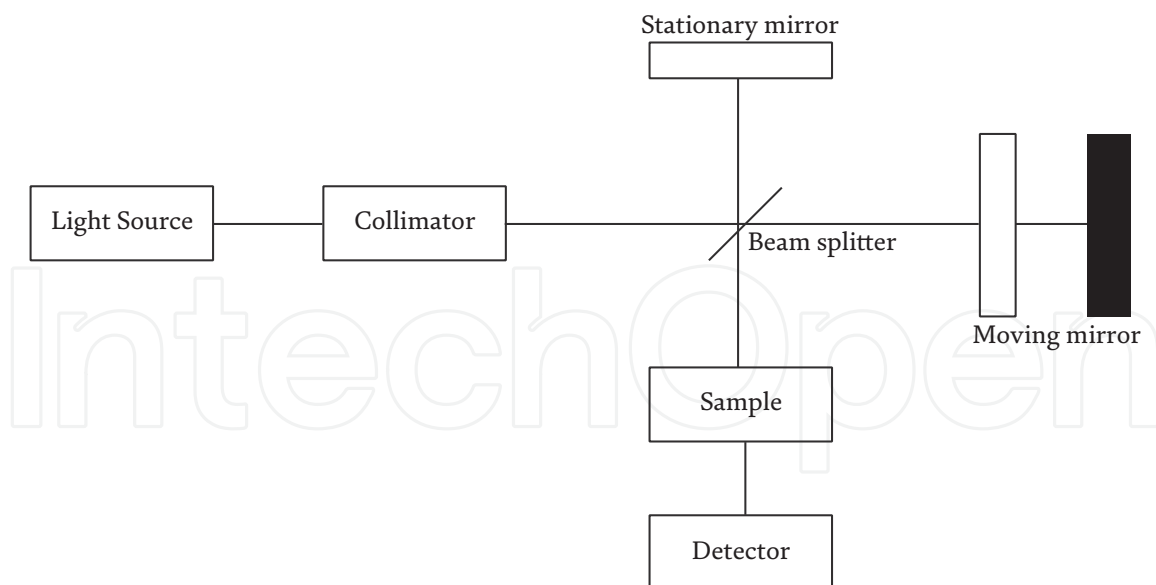 Stationary mirror
Light Source
Collimator
Beam splitter
Moving mirror
IntechOpen
Sample
Detector